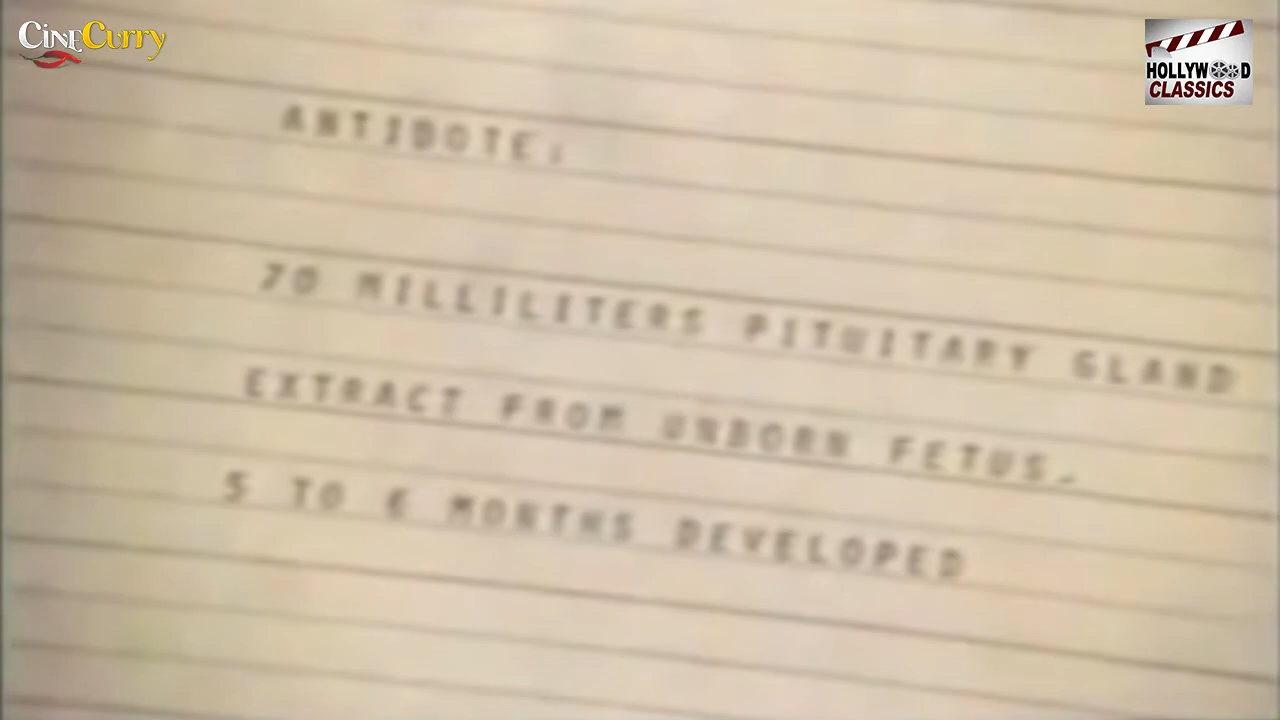 CINECURRY
HOLLYWOOD
CLASSICS
ANTIDOTE:
70 MILLILITERS PITUITARY GLAND
EXTRACT FROM UNBORN FETUS.
5 TO 6 MONTHS DEVELOPED